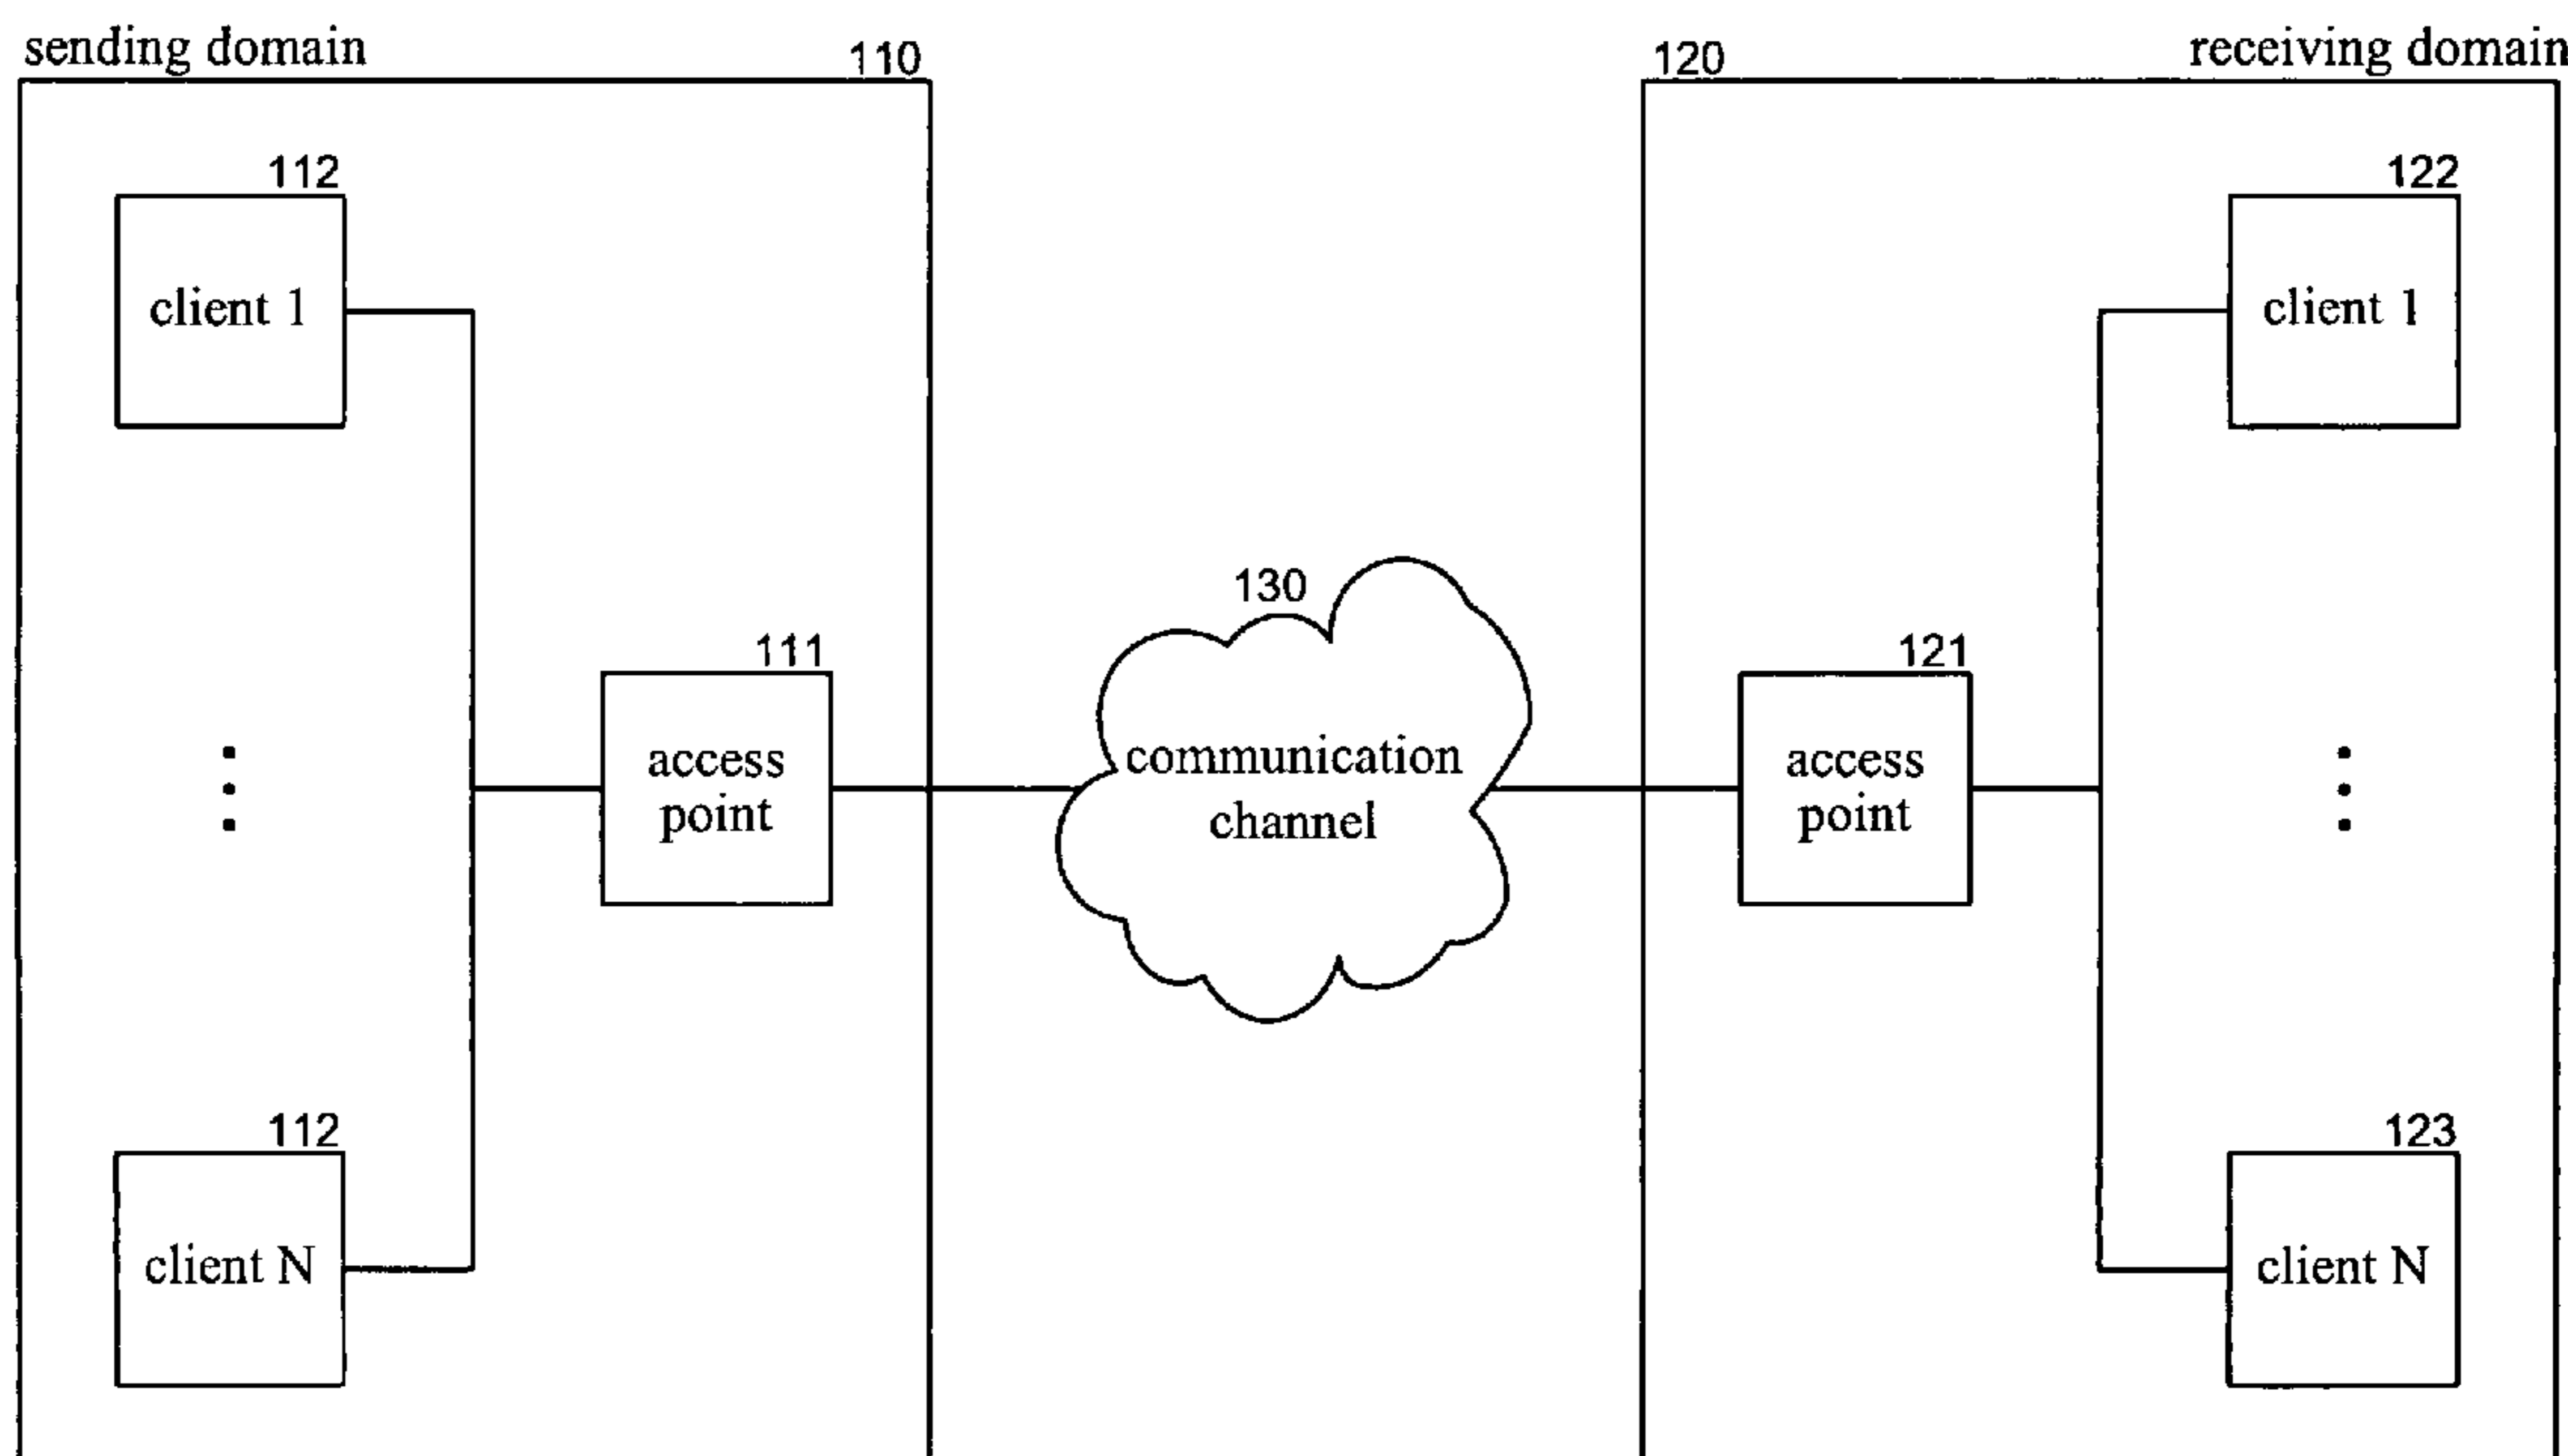 sending domain
110
120
receiving domain
112
client 1
122
client 1
130
communication
channel
111
access
point
121
access
point
112
client N
123
client N